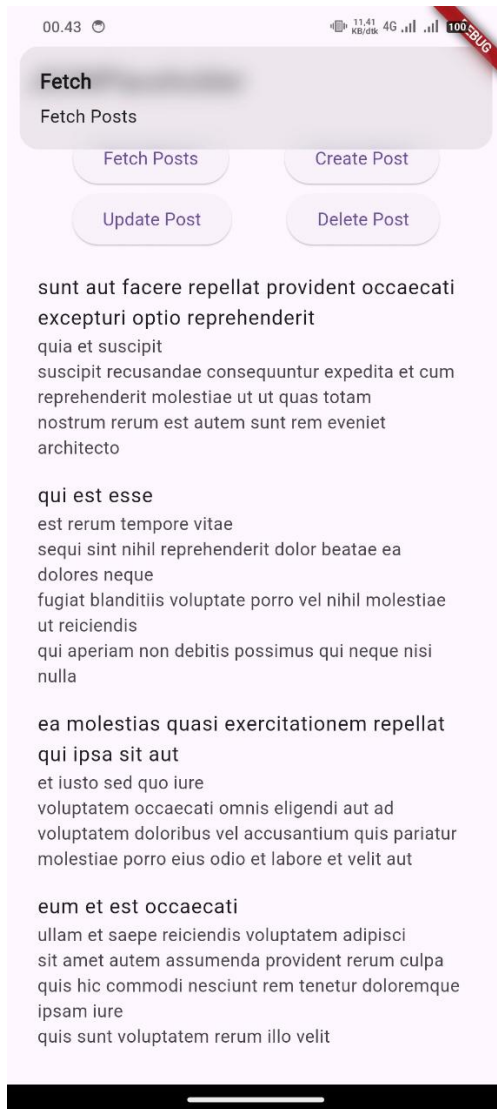 00.43
11,41
KB/dtk 4G 100
Fetch
Fetch Posts
Fetch Posts Create Post
Update Post Delete Post
sunt aut facere repellat provident occaecati
excepturi optio reprehenderit
quia et suscipit
suscipit recusandae consequuntur expedita et cum
reprehenderit molestiae ut ut quas totam
nostrum rerum est autem sunt rem eveniet
architecto
qui est esse
est rerum tempore vitae
sequi sint nihil reprehenderit dolor beatae ea
dolores neque
fugiat blanditiis voluptate porro vel nihil molestiae
ut reiciendis
qui aperiam non debitis possimus qui neque nisi
nulla
ea molestias quasi exercitationem repellat
qui ipsa sit aut
et iusto sed quo iure
voluptatem occaecati omnis eligendi aut ad
voluptatem doloribus vel accusantium quis pariatur
molestiae porro eius odio et labore et velit aut
eum et est occaecati
ullam et saepe reiciendis voluptatem adipisci
sit amet autem assumenda provident rerum culpa
quis hic commodi nesciunt rem tenetur doloremque
ipsam iure
quis sunt voluptatem rerum illo velit